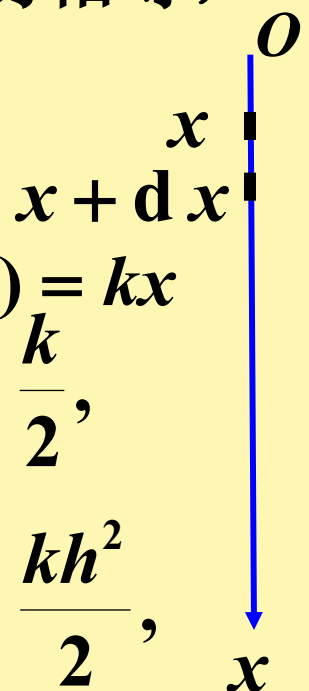 O
x
x + d x
) = kx
k/2 ,
kh²/2 ,
x